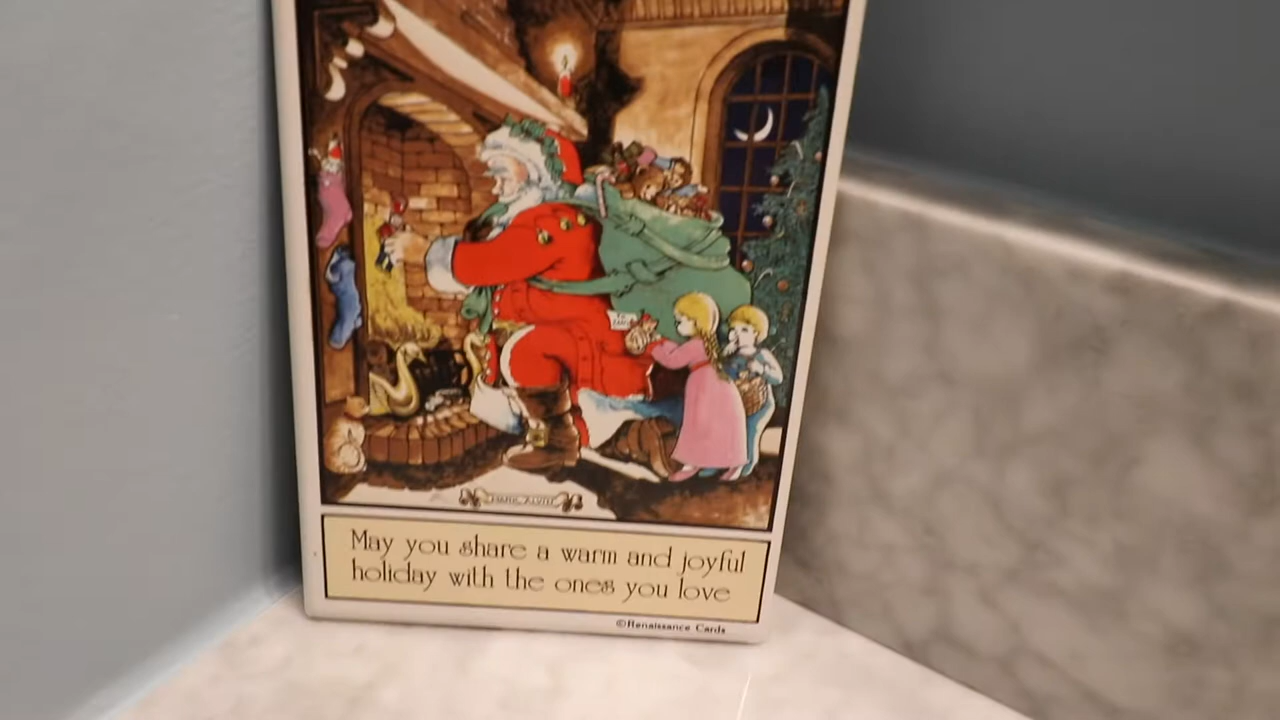 May you share a warm and joyful
holiday with the ones you love
©Renaissance Cards